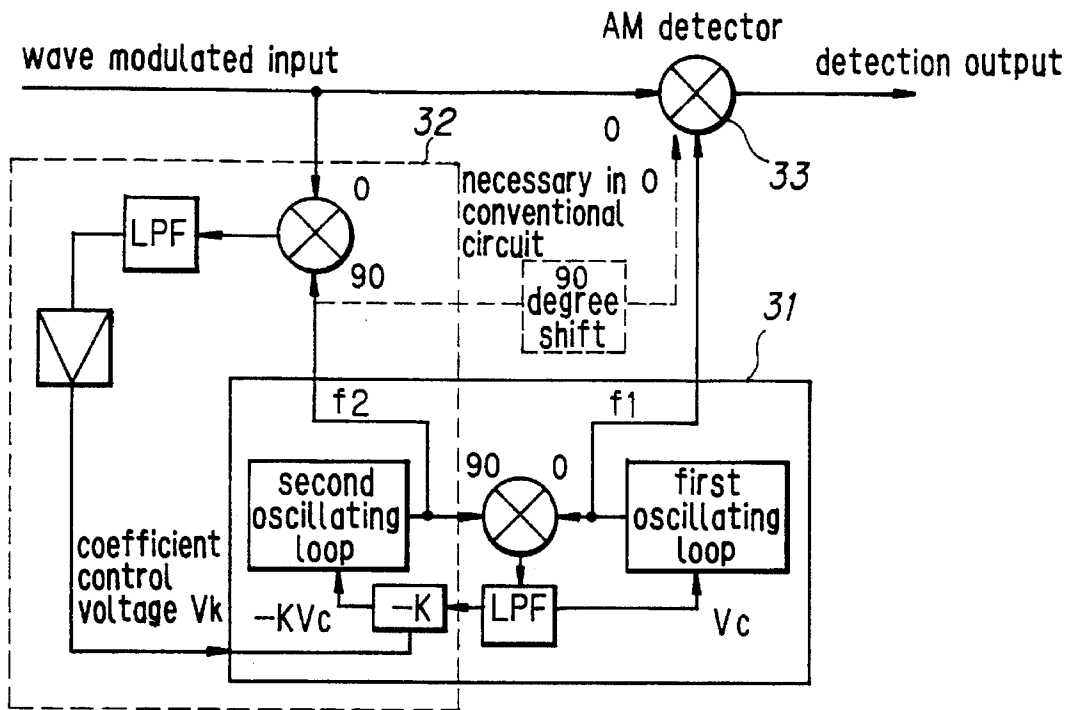 AM detector
wave modulated input
detection output
0
33
32
0
necessary in 0
conventional
circuit
LPF
90
90
degree
shift
31
f2
f1
90
0
second
oscillating
loop
first
oscillating
loop
coefficient
control
voltage Vk
-KVc
-K
LPF
Vc